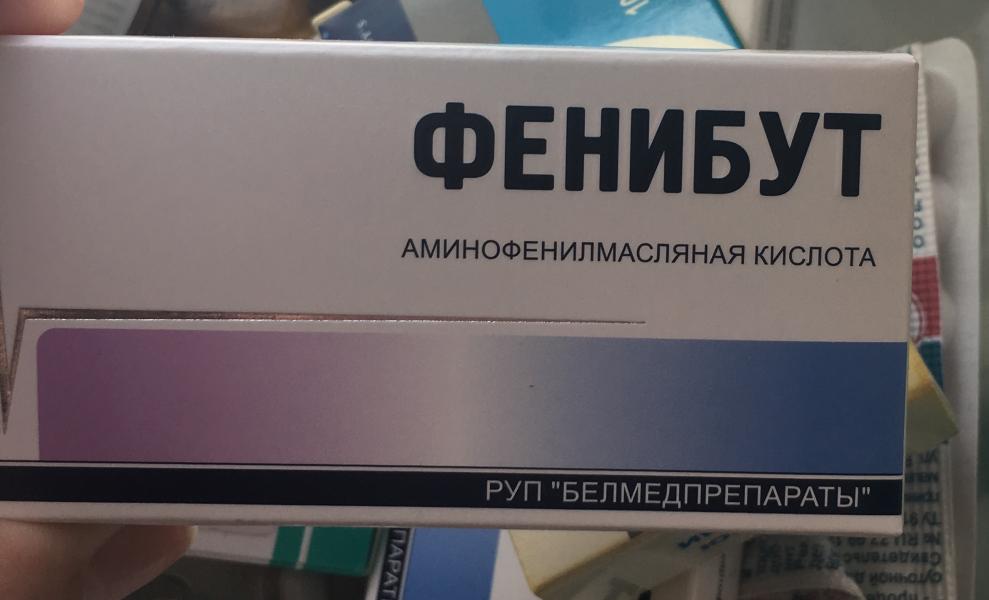 ФЕНИБУТ
АМИНОФЕНИЛМАСЛЯНАЯ КИСЛОТА
РУП "БЕЛМЕДПРЕПАРАТЫ"